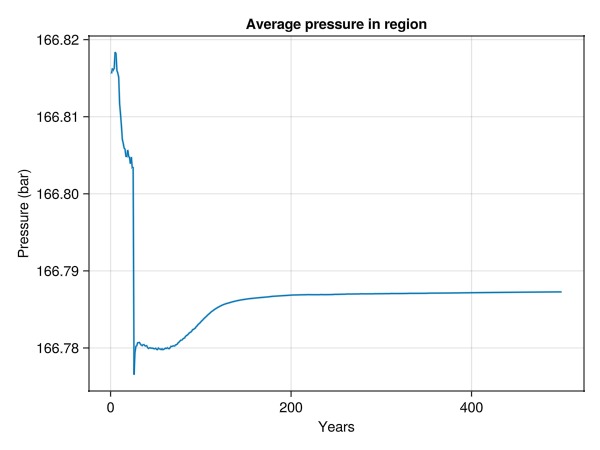 Average pressure in region
166.82
166.81
166.80
166.79
166.78
Pressure (bar)
0 200 400
Years